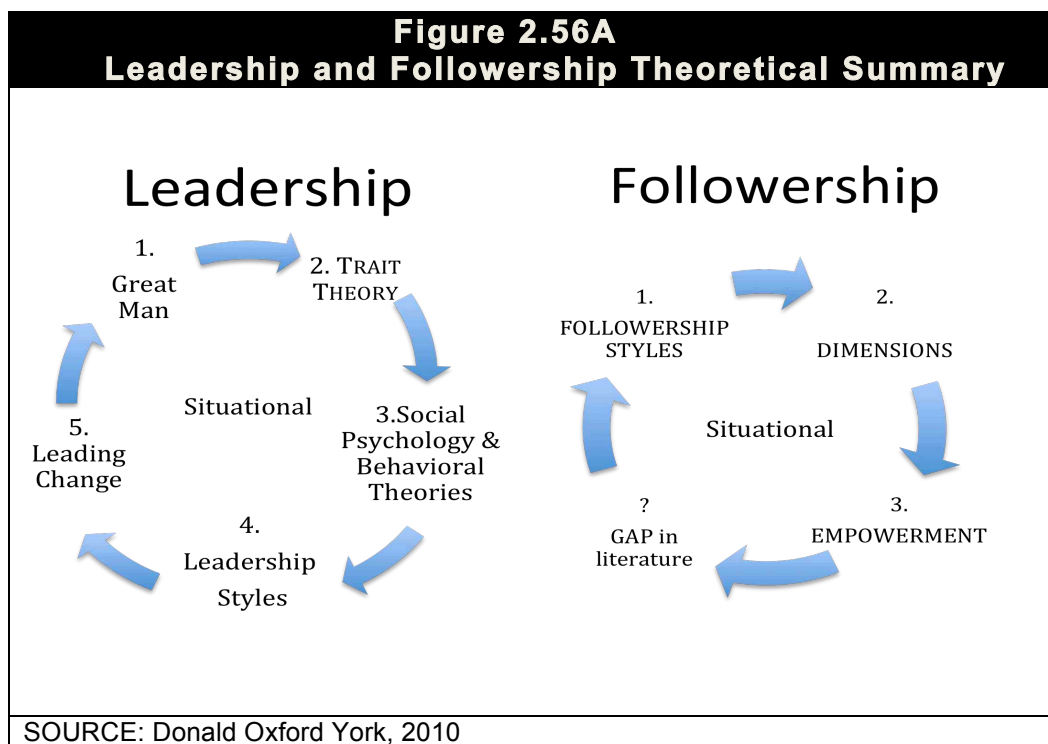 Figure 2.56A
Leadership and Followership Theoretical Summary
Leadership
1.
Great
Man
2. TRAIT
THEORY
3.Social
Psychology &
Behavioral
Theories
4.
Leadership
Styles
5.
Leading
Change
Situational
Followership
1.
FOLLOWERSHIP
STYLES
2.
DIMENSIONS
3.
EMPOWERMENT
?
GAP in
literature
Situational
SOURCE: Donald Oxford York, 2010